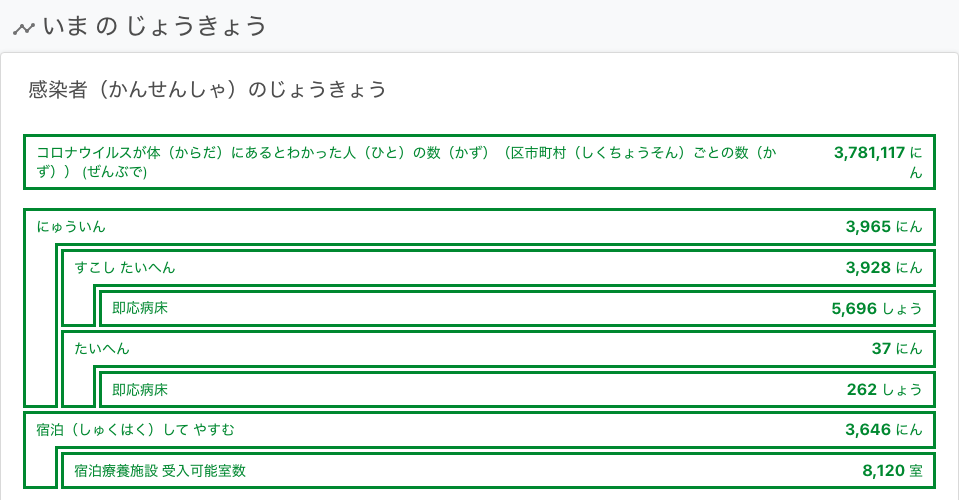 いま の じょうきょう
感染者（かんせんしゃ）のじょうきょう
コロナウイルスが体（からだ）にあるとわかった人（ひと）の数（かず）（区市町村（しくちょうそん）ごとの数（か
ず）） (ぜんぶで)
3,781,117 に
ん
にゅういん 3,965 にん
すこし たいへん 3,928 にん
即応病床 5,696 しょう
たいへん 37 にん
即応病床 262 しょう
宿泊（しゅくはく）して やすむ 3,646 にん
宿泊療養施設 受入可能室数 8,120 室